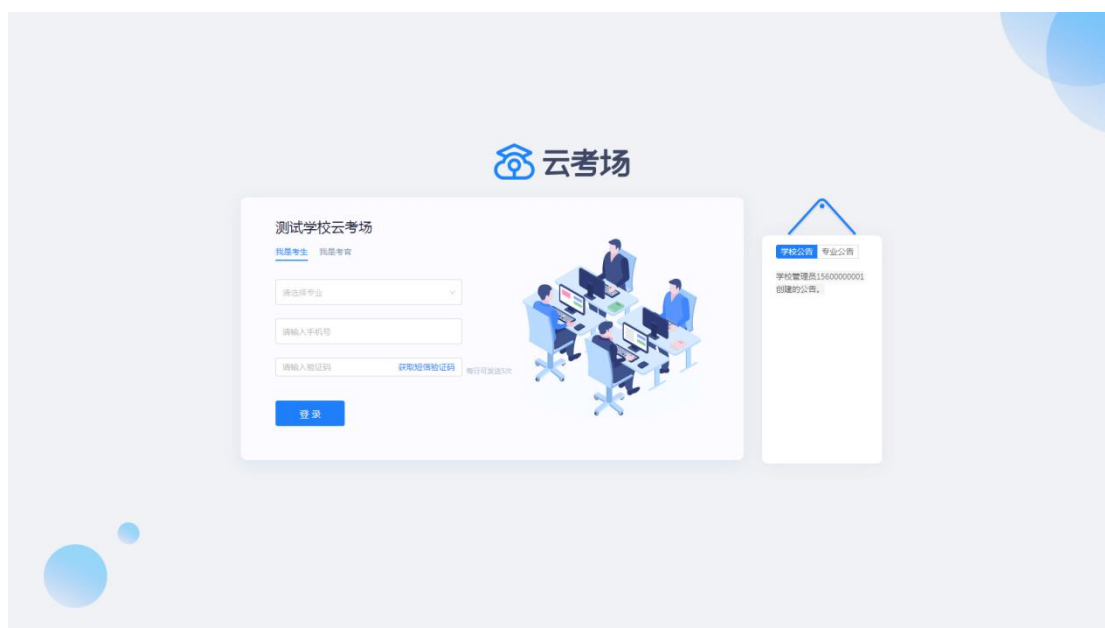 云考场
测试学校云考场
我是考生 我是考官
请选择专业
请输入手机号
请输入验证码 获取短信验证码 每日可发送5次
登录
学校公告 专业公告
学校管理员15600000001
创建的公告。